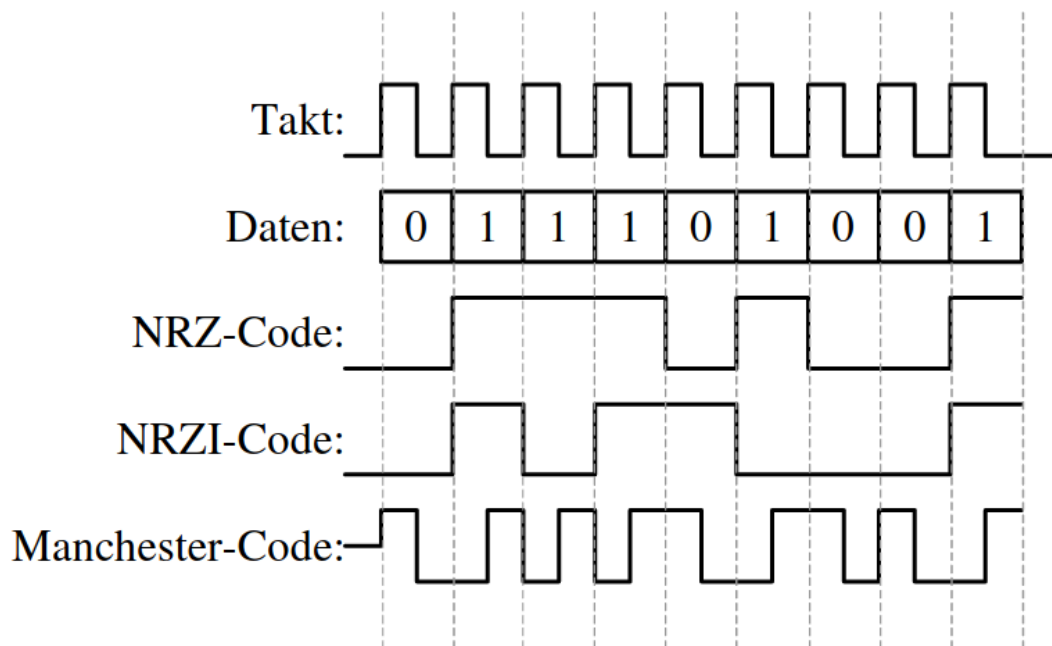 Takt:
Daten: 0 1 1 1 0 1 0 0 1
NRZ-Code:
NRZI-Code:
Manchester-Code: